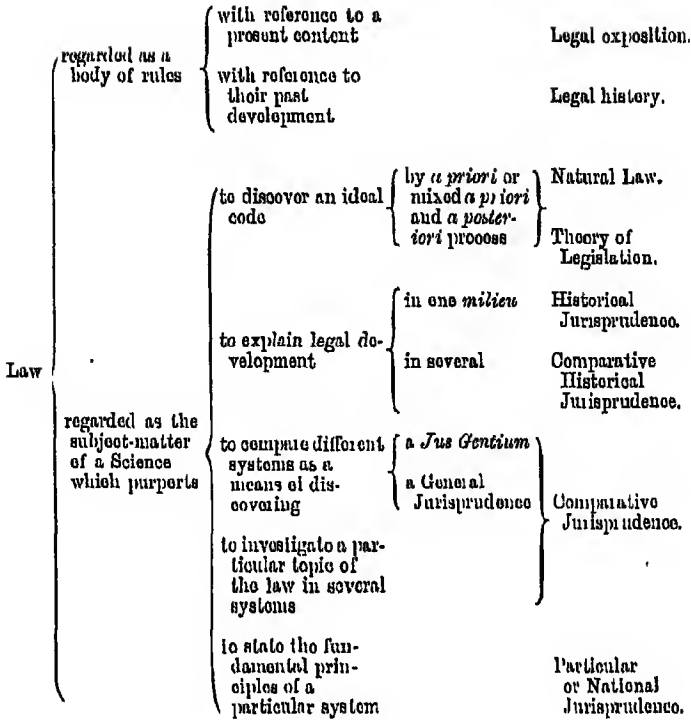 with reference to a
present content
Legal exposition.
regarded as a
body of rules
with reference to
their past
development
Legal history.
to discover an ideal
code
by a priori or
mixed a priori
and a poster-
iori process
Natural Law.
Theory of
Legislation.
Law
to explain legal de-
velopment
in one milieu
Historical
Jurisprudence.
in several
Comparative
Historical
Jurisprudence.
regarded as the
subject-matter
of a Science
which purports
to compare different
systems as a
means of dis-
covering
a Jus Gentium
a General
Jurisprudence
Comparative
Jurisprudence.
to investigate a par-
ticular topic of
the law in several
systems
to state the fun-
damental prin-
ciples of a
particular system
Particular
or National
Jurisprudence.